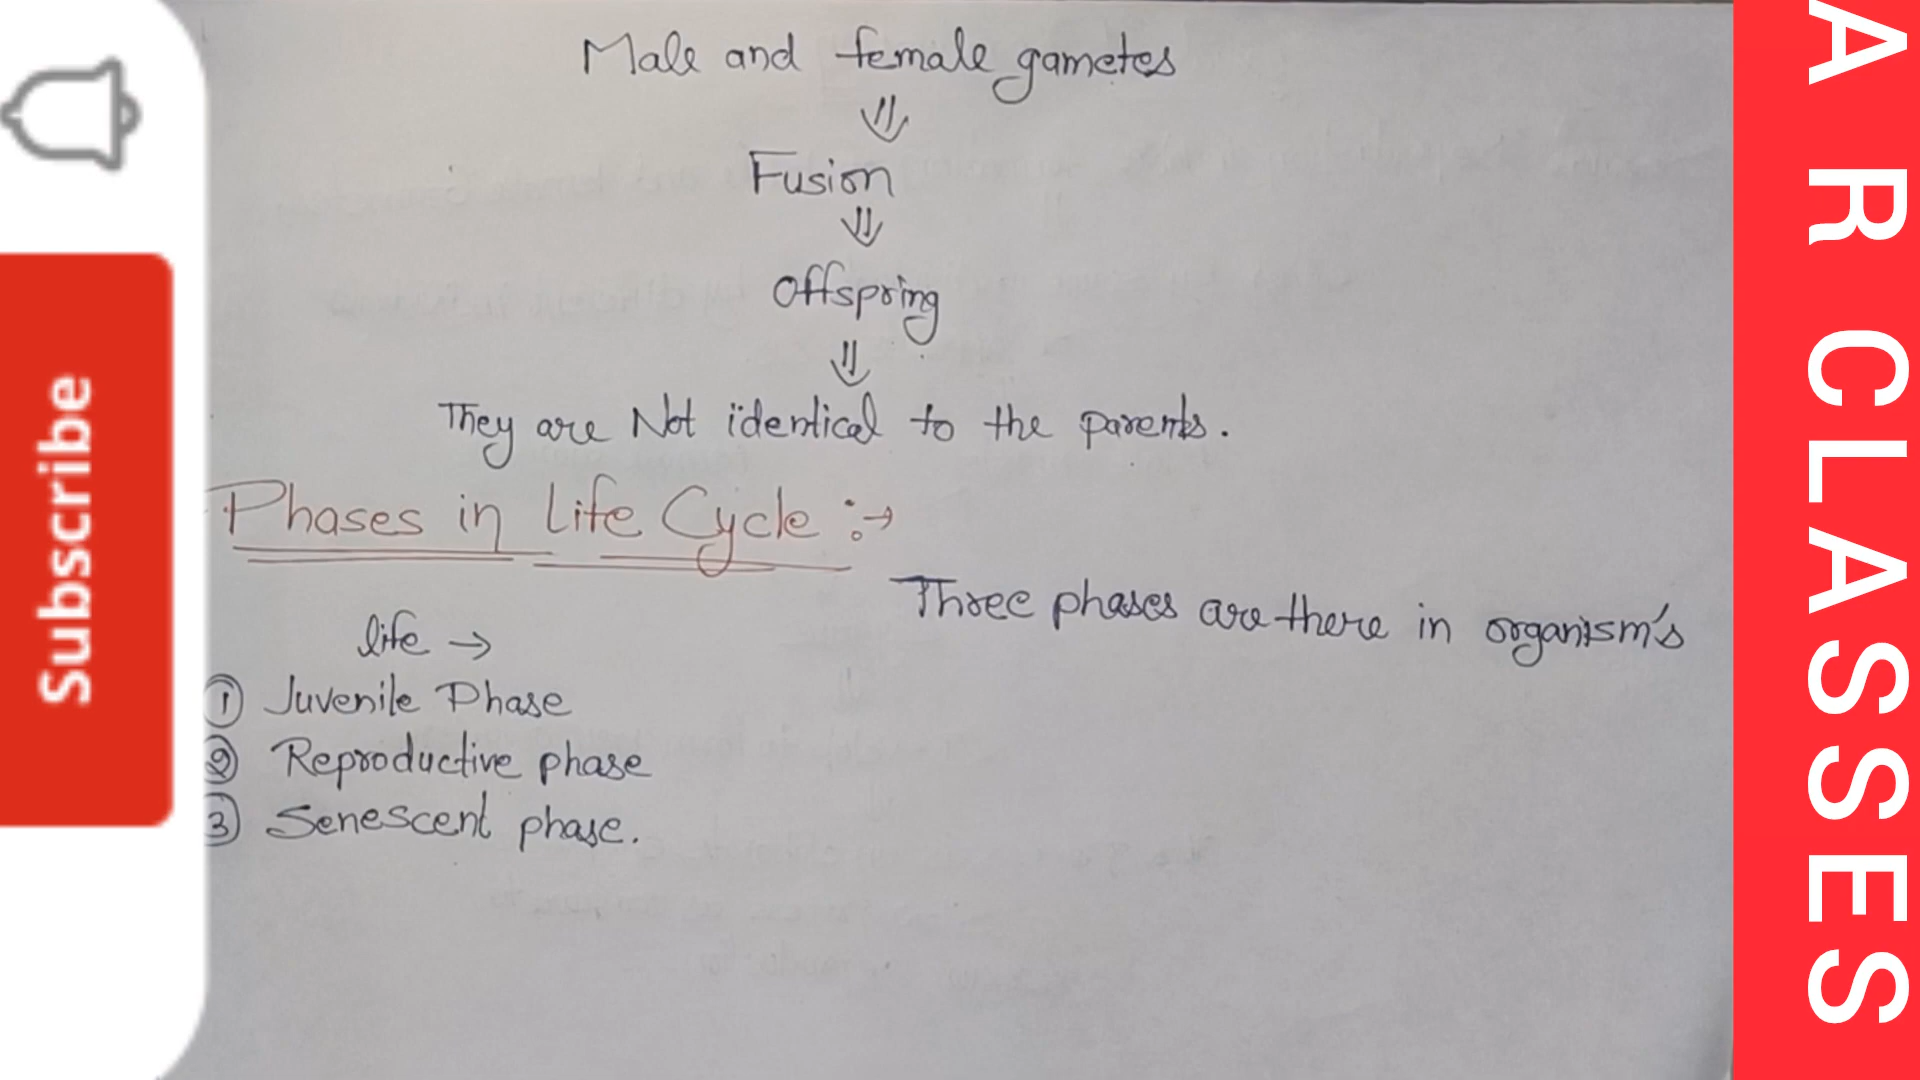 Male and female gametes
⇓
Fusion
⇓
Offspring
⇓
They are Not identical to the parents.
Phases in Life Cycle :→
Three phases are there in organism's
life →
① Juvenile Phase
② Reproductive phase
③ Senescent phase.
Subscribe
A R CLASSES